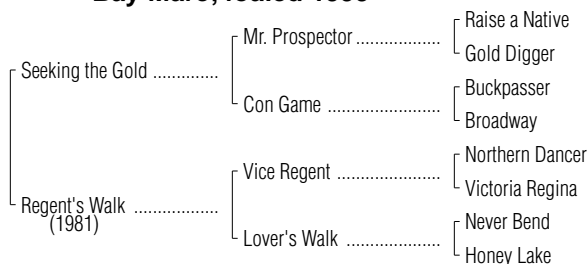 Bay Mare; foaled
Raise a Native
Mr. Prospector ....................
Gold Digger
Seeking the Gold ...............
Buckpasser
Con Game ..........................
Broadway
Northern Dancer
Vice Regent ........................
Victoria Regina
Regent's Walk ...................
(1981)
Never Bend
Lover's Walk ......................
Honey Lake